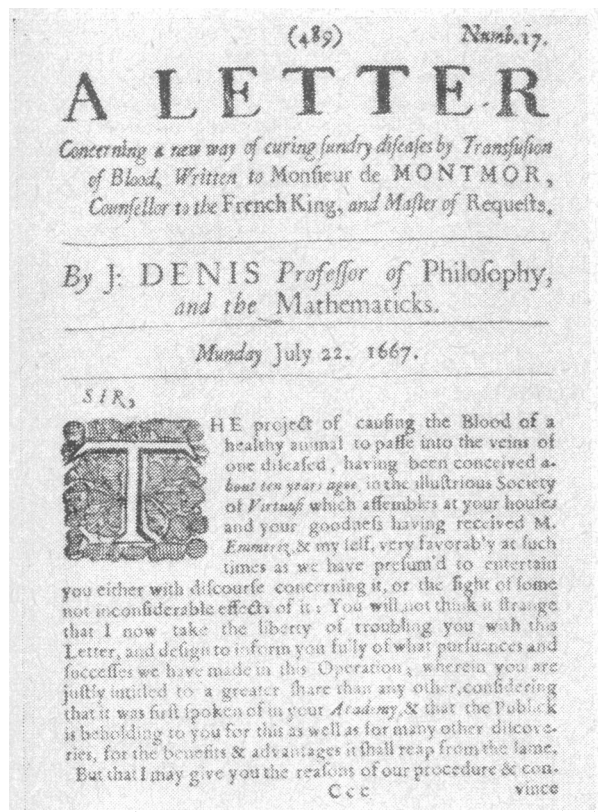 (489) Numb. 17.
A LETTER
Concerning a new way of curing ſundry diſeaſes by Transfuſion
of Blood, Written to Monſieur de MONTMOR,
Counſellor to the French King, and Maſter of Requeſts.
By J: DENIS Profeſſor of Philoſophy,
and the Mathematicks.
Munday July 22. 1667.
SIR,
THE project of cauſing the Blood of a
healthy animal to paſſe into the veins of
one diſeaſed, having been conceived a-
bout ten years agoe, in the illuſtrious Society
of Virtuoſi which aſſembles at your houſe;
and your goodneſs having received M.
Emmeriz, & my ſelf, very favorab'y at ſuch
times as we have preſum'd to entertain
you either with diſcourſe concerning it, or the ſight of ſome
not inconſiderable effects of it: You will not think it ſtrange
that I now take the liberty of troubling you with this
Letter, and deſign to inform you fully of what purſuances and
ſucceſſes we have made in this Operation; wherein you are
juſtly intitled to a greater ſhare than any other, conſidering
that it was firſt ſpoken of in your Academy, & that the Publick
is beholding to you for this as well as for many other diſcove-
ries, for the benefits & advantages it ſhall reap from the ſame.
But that I may give you the reaſons of our procedure & con-
Ccc vince